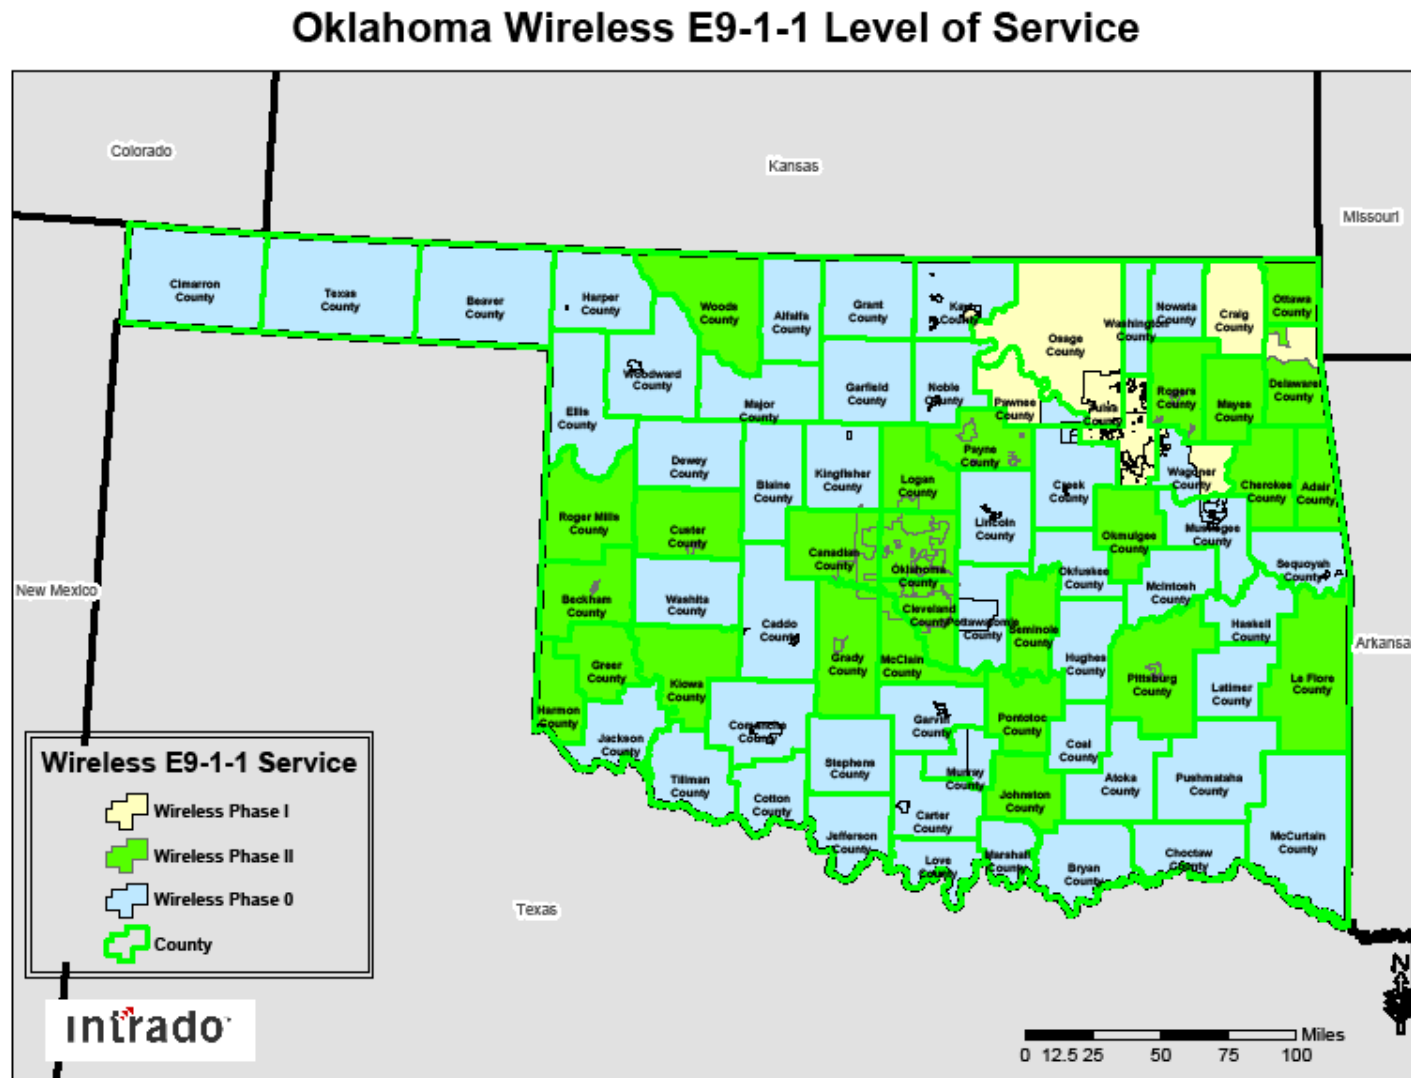 Oklahoma Wireless E9-1-1 Level of Service
Colorado
Kansas
Missouri
Cimarron
County
Texas
County
Beaver
County
Harper
County
Woods
County
Alfalfa
County
Grant
County
Kay
County
Osage
County
Washington
County
Nowata
County
Craig
County
Ottawa
County
Woodward
County
Ellis
County
Major
County
Garfield
County
Noble
County
Pawnee
County
Tulsa
County
Rogers
County
Mayes
County
Delaware
County
Dewey
County
Blaine
County
Kingfisher
County
Logan
County
Payne
County
Creek
County
Wagoner
County
Cherokee
County
Adair
County
Roger Mills
County
Custer
County
Canadian
County
Oklahoma
County
Lincoln
County
Okmulgee
County
Muskogee
County
Okfuskee
County
McIntosh
County
Sequoyah
County
New Mexico
Beckham
County
Washita
County
Caddo
County
Cleveland
County
Pottawatomie
County
Seminole
County
Hughes
County
Haskell
County
Arkansa
Greer
County
Kiowa
County
Grady
County
McClain
County
Pittsburg
County
Latimer
County
Le Flore
County
Harmon
County
Jackson
County
Comanche
County
Garvin
County
Pontotoc
County
Coal
County
Tillman
County
Cotton
County
Stephens
County
Murray
County
Johnston
County
Atoka
County
Pushmataha
County
Jefferson
County
Carter
County
Love
County
Marshall
County
Bryan
County
Choctaw
County
McCurtain
County
Texas
Wireless E9-1-1 Service
Wireless Phase I
Wireless Phase II
Wireless Phase 0
County
intrado
N
Miles
0 12.5 25 50 75 100